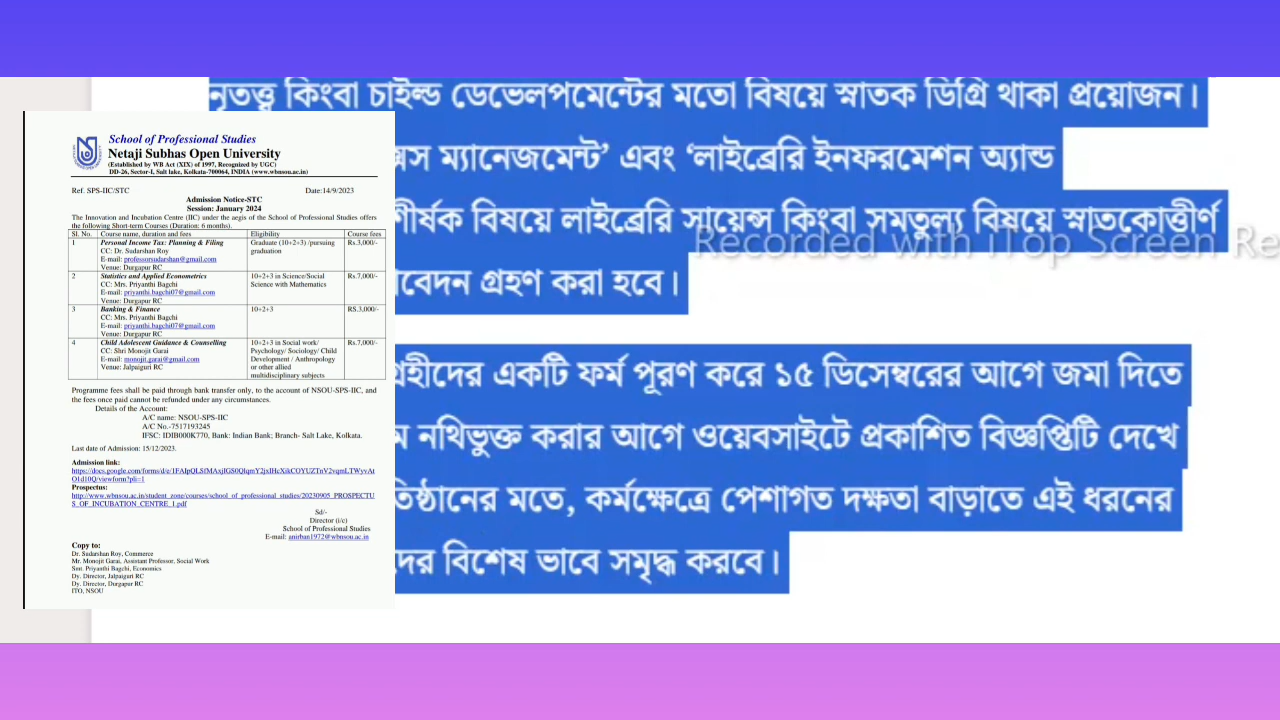 School of Professional Studies
Netaji Subhas Open University
(Established by WB Act (XIX) of 1997, Recognized by UGC)
DD-26, Sector-I, Salt lake, Kolkata-700064, INDIA (www.wbnsou.ac.in)
Ref. SPS-IIC/STC Date:14/9/2023
Admission Notice-STC
Session: January 2024
The Innovation and Incubation Centre (IIC) under the aegis of the School of Professional Studies offers
the following Short-term Courses (Duration: 6 months).
Sl. No. Course name, duration and fees Eligibility Course fees
1 Personal Income Tax: Planning & Filing Graduate (10+2+3) /pursuing Rs.3,000/-
CC: Dr. Sudarshan Roy graduation
E-mail: professorsudarshan@gmail.com
Venue: Durgapur RC
2 Statistics and Applied Econometrics 10+2+3 in Science/Social Rs.7,000/-
CC: Mrs. Priyanthi Bagchi Science with Mathematics
E-mail: priyanthi.bagchi07@gmail.com
Venue: Durgapur RC
3 Banking & Finance 10+2+3 RS.3,000/-
CC: Mrs. Priyanthi Bagchi
E-mail: priyanthi.bagchi07@gmail.com
Venue: Durgapur RC
4 Child Adolescent Guidance & Counselling 10+2+3 in Social work/ Rs.7,000/-
CC: Shri Monojit Garai Psychology/ Sociology/ Child
E-mail: monojit.garai@gmail.com Development / Anthropology
Venue: Jalpaiguri RC or other allied
multidisciplinary subjects
Programme fees shall be paid through bank transfer only, to the account of NSOU-SPS-IIC, and
the fees once paid cannot be refunded under any circumstances.
Details of the Account:
A/C name: NSOU-SPS-IIC
A/C No.-7517193245
IFSC: IDIB000K770, Bank: Indian Bank; Branch- Salt Lake, Kolkata.
Last date of Admission: 15/12/2023.
Admission link:
Prospectus:
http://www.wbnsou.ac.in/student_zone/courses/school_of_professional_studies/20230905_PROSPECTU
S_OF_INCUBATION_CENTRE_1.pdf
Sd/-
Director (i/c)
School of Professional Studies
E-mail: anirban1972@wbnsou.ac.in
Copy to:
Dr. Sudarshan Roy, Commerce
Mr. Monojit Garai, Assistant Professor, Social Work
Smt. Priyanthi Bagchi, Economics
Dy. Director, Jalpaiguri RC
Dy. Director, Durgapur RC
ITO, NSOU
নৃতত্ত্ব কিংবা চাইল্ড ডেভেলপমেন্টের মতো বিষয়ে স্নাতক ডিগ্রি থাকা প্রয়োজন।
ম্যানেজমেন্ট’ এবং ‘লাইব্রেরি ইনফরমেশন অ্যান্ড
শীর্ষক বিষয়ে লাইব্রেরি সায়েন্স কিংবা সমতুল্য বিষয়ে স্নাতকোত্তীর্ণ
Recorded with iTop Screen Re
গ্রহণ করা হবে।
একটি ফর্ম পূরণ করে ১৫ ডিসেম্বরের আগে জমা দিতে
নথিভুক্ত করার আগে ওয়েবসাইটে প্রকাশিত বিজ্ঞপ্তিটি দেখে
মতে, কর্মক্ষেত্রে পেশাগত দক্ষতা বাড়াতে এই ধরনের
বিশেষ ভাবে সমৃদ্ধ করবে।